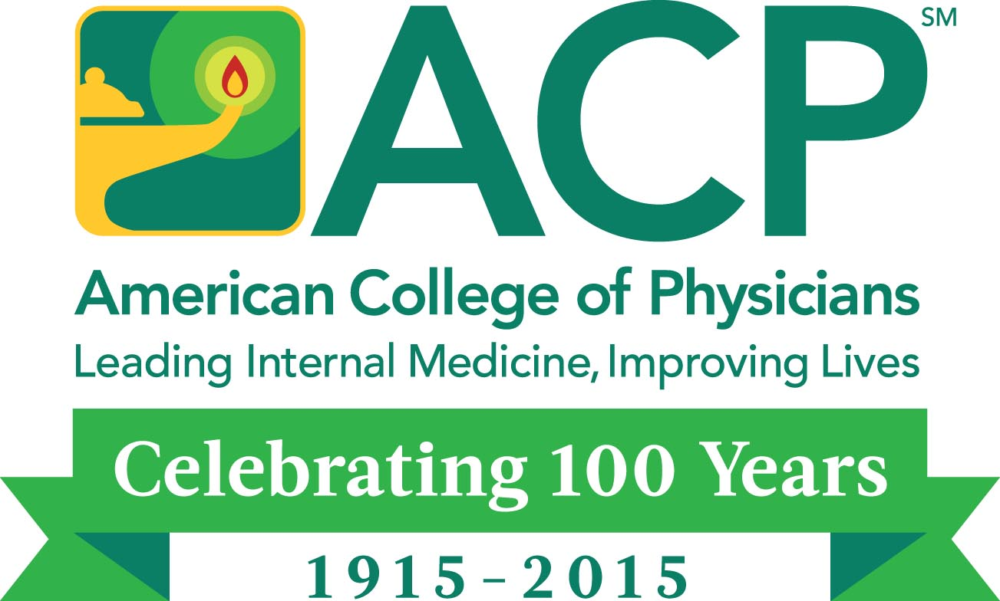 ACP SM
American College of Physicians
Leading Internal Medicine, Improving Lives
Celebrating 100 Years
1915-2015